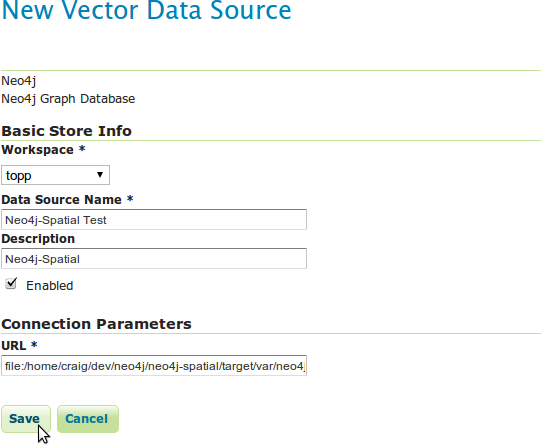 New Vector Data Source
Neo4j
Neo4j Graph Database
Basic Store Info
Workspace *
topp
Data Source Name *
Neo4j-Spatial Test
Description
Neo4j-Spatial
Enabled
Connection Parameters
URL *
file:/home/craig/dev/neo4j/neo4j-spatial/target/var/neo4j
Save Cancel